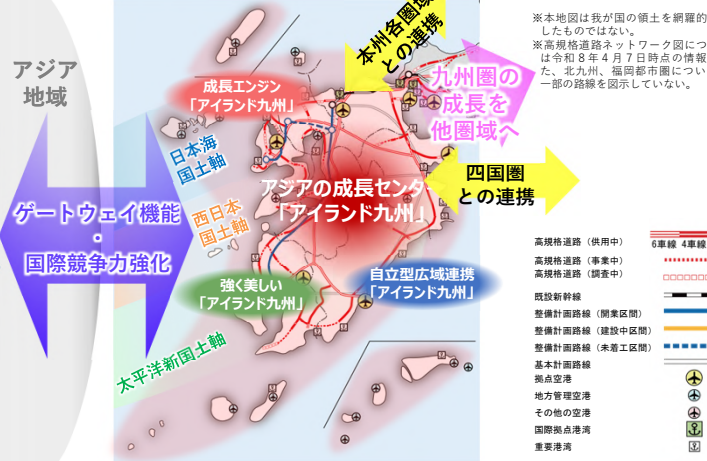 ※本地図は我が国の領土を網羅的
したものではない。
※高規格道路ネットワーク図につ
は令和８年４月７日時点の情報
た、北九州、福岡都市圏につい
一部の路線を図示していない。
本州各圏域
との連携
アジア
地域
九州圏の
成長を
他圏域へ
成長エンジン
「アイランド九州」
日本海
国土軸
四国圏
との連携
アジアの成長センター
「アイランド九州」
西日本
国土軸
ゲートウェイ機能
・
国際競争力強化
強く美しい
「アイランド九州」
自立型広域連携
「アイランド九州」
太平洋新国土軸
高規格道路（供用中）
6車線 4車線
高規格道路（事業中）
高規格道路（調査中）
既設新幹線
整備計画路線（開業区間）
整備計画路線（建設中区間）
整備計画路線（未着工区間）
基本計画路線
拠点空港
地方管理空港
その他の空港
国際拠点港湾
重要港湾